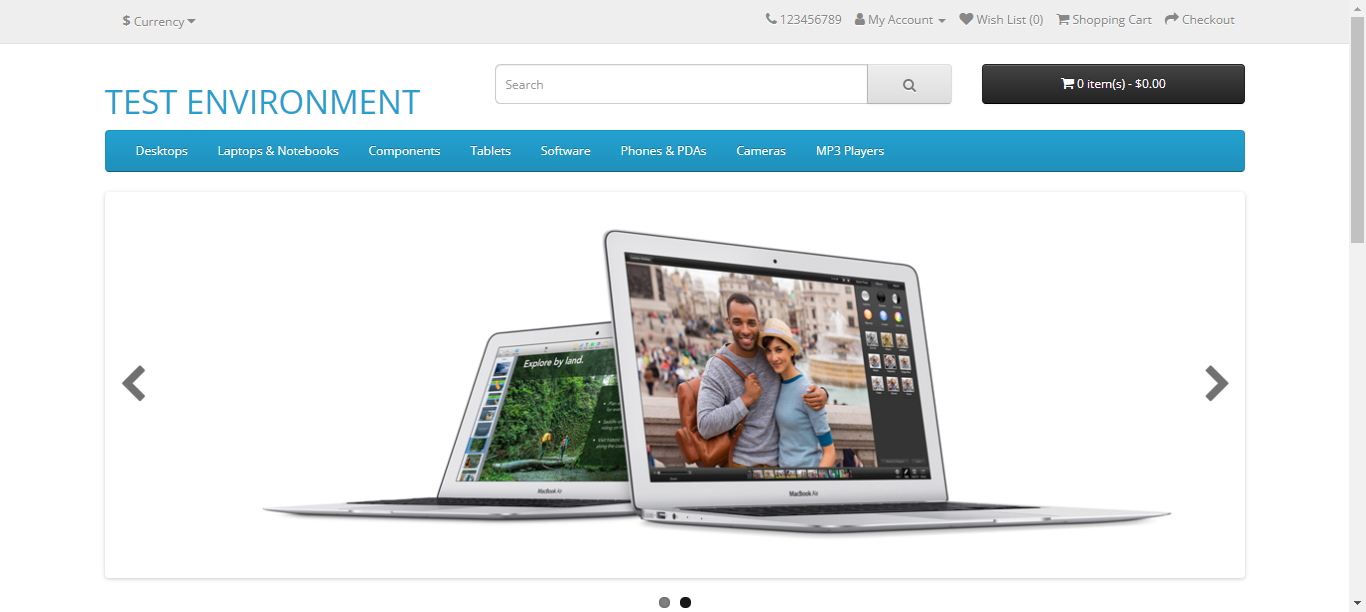 $ Currency
123456789 My Account Wish List (0) Shopping Cart Checkout
TEST ENVIRONMENT
Search
0 item(s) - $0.00
Desktops Laptops & Notebooks Components Tablets Software Phones & PDAs Cameras MP3 Players
Explore by land.
MacBook Air
MacBook Air